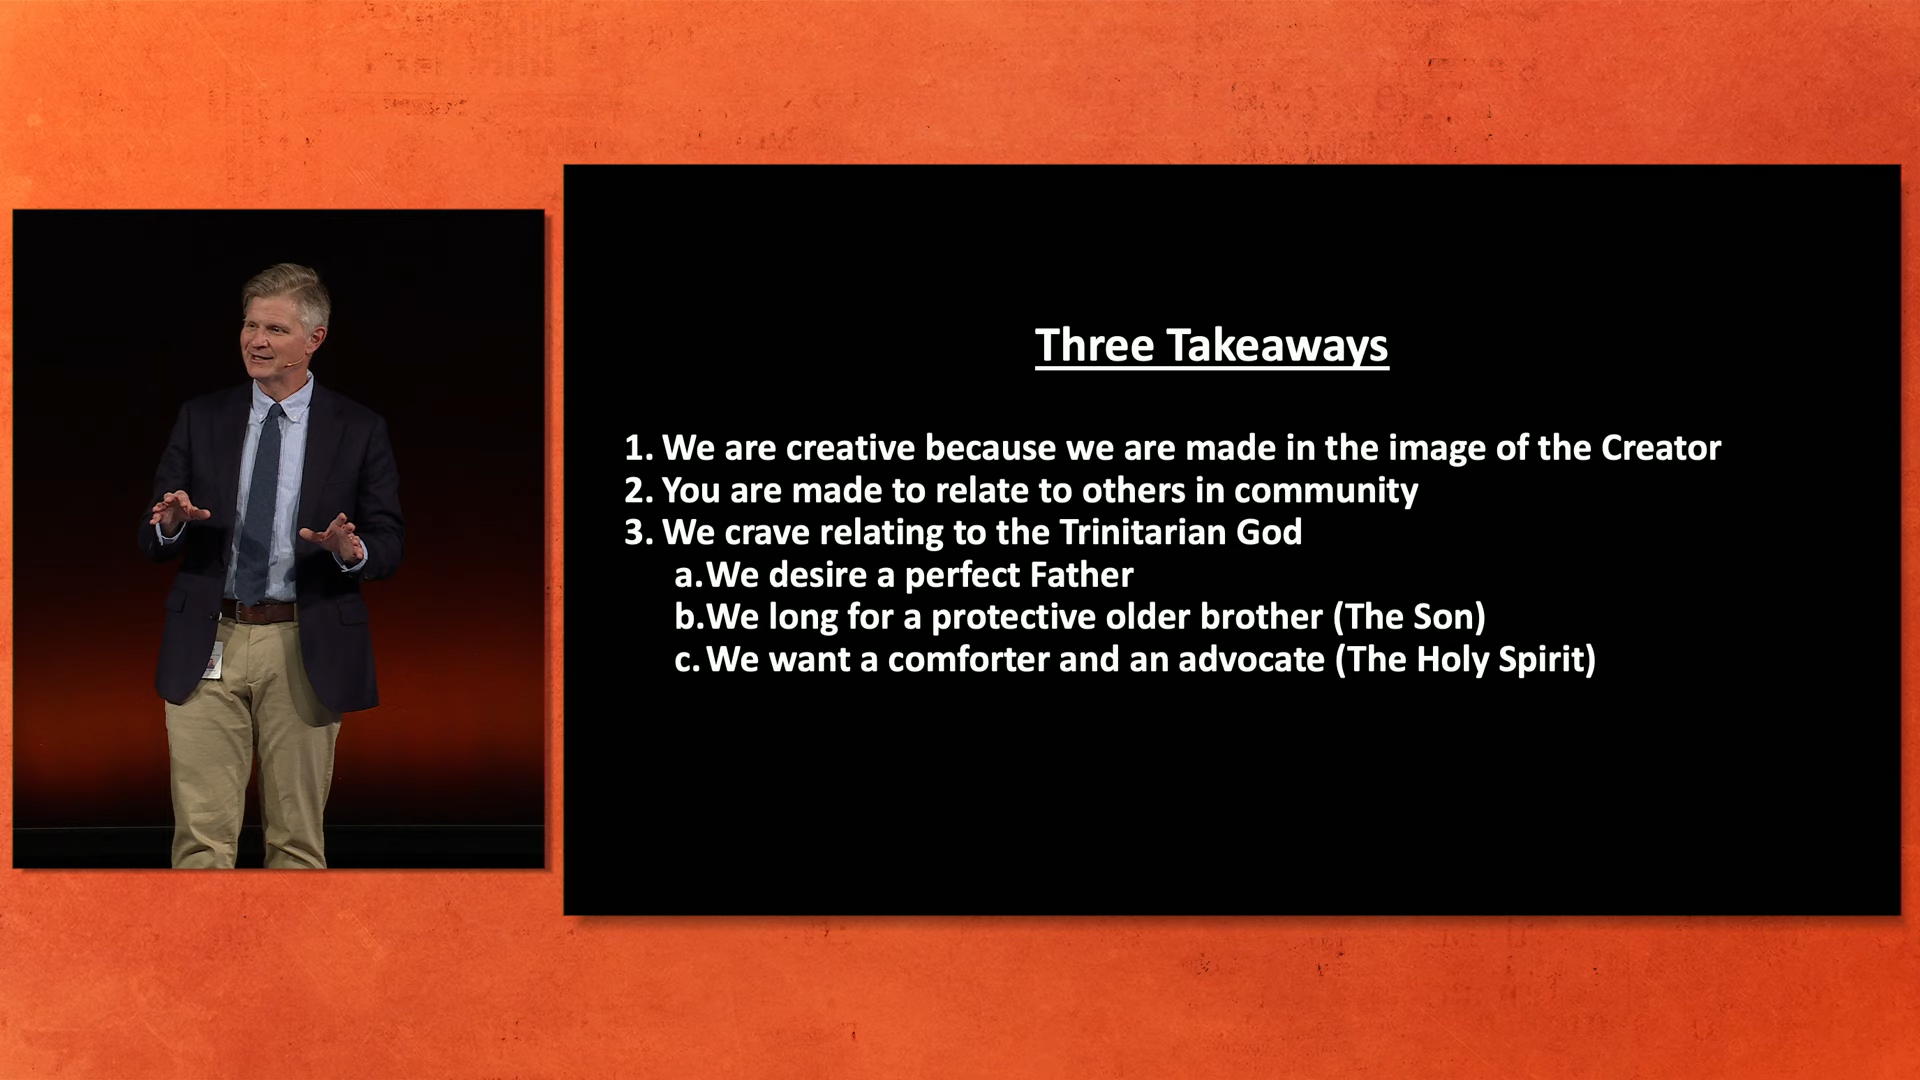 Three Takeaways
1. We are creative because we are made in the image of the Creator
2. You are made to relate to others in community
3. We crave relating to the Trinitarian God
a. We desire a perfect Father
b. We long for a protective older brother (The Son)
c. We want a comforter and an advocate (The Holy Spirit)